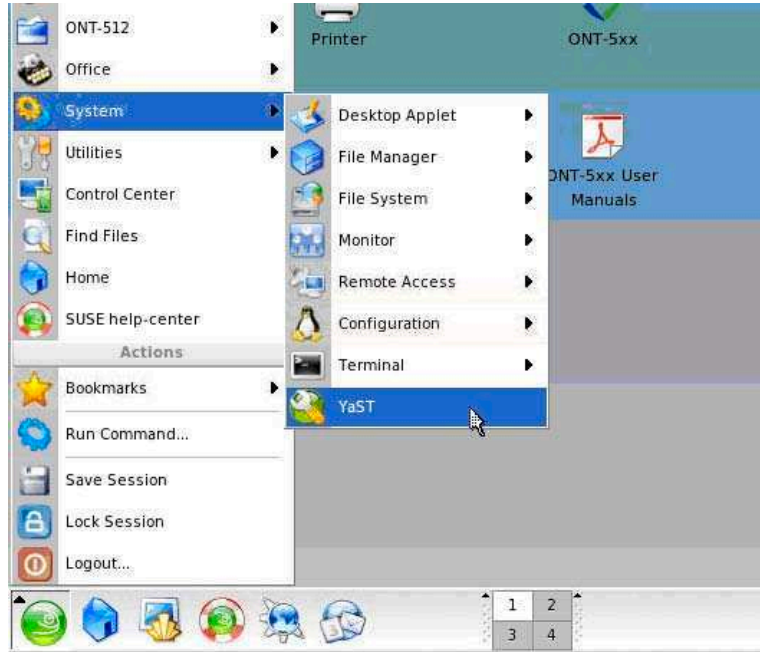 ONT-512
Office
System
Utilities
Control Center
Find Files
Home
SUSE help-center
Actions
Bookmarks
Run Command...
Save Session
Lock Session
Logout...
Desktop Applet
File Manager
File System
Monitor
Remote Access
Configuration
Terminal
YaST
Printer
ONT-5xx
ONT-5xx User
Manuals
1 2
3 4